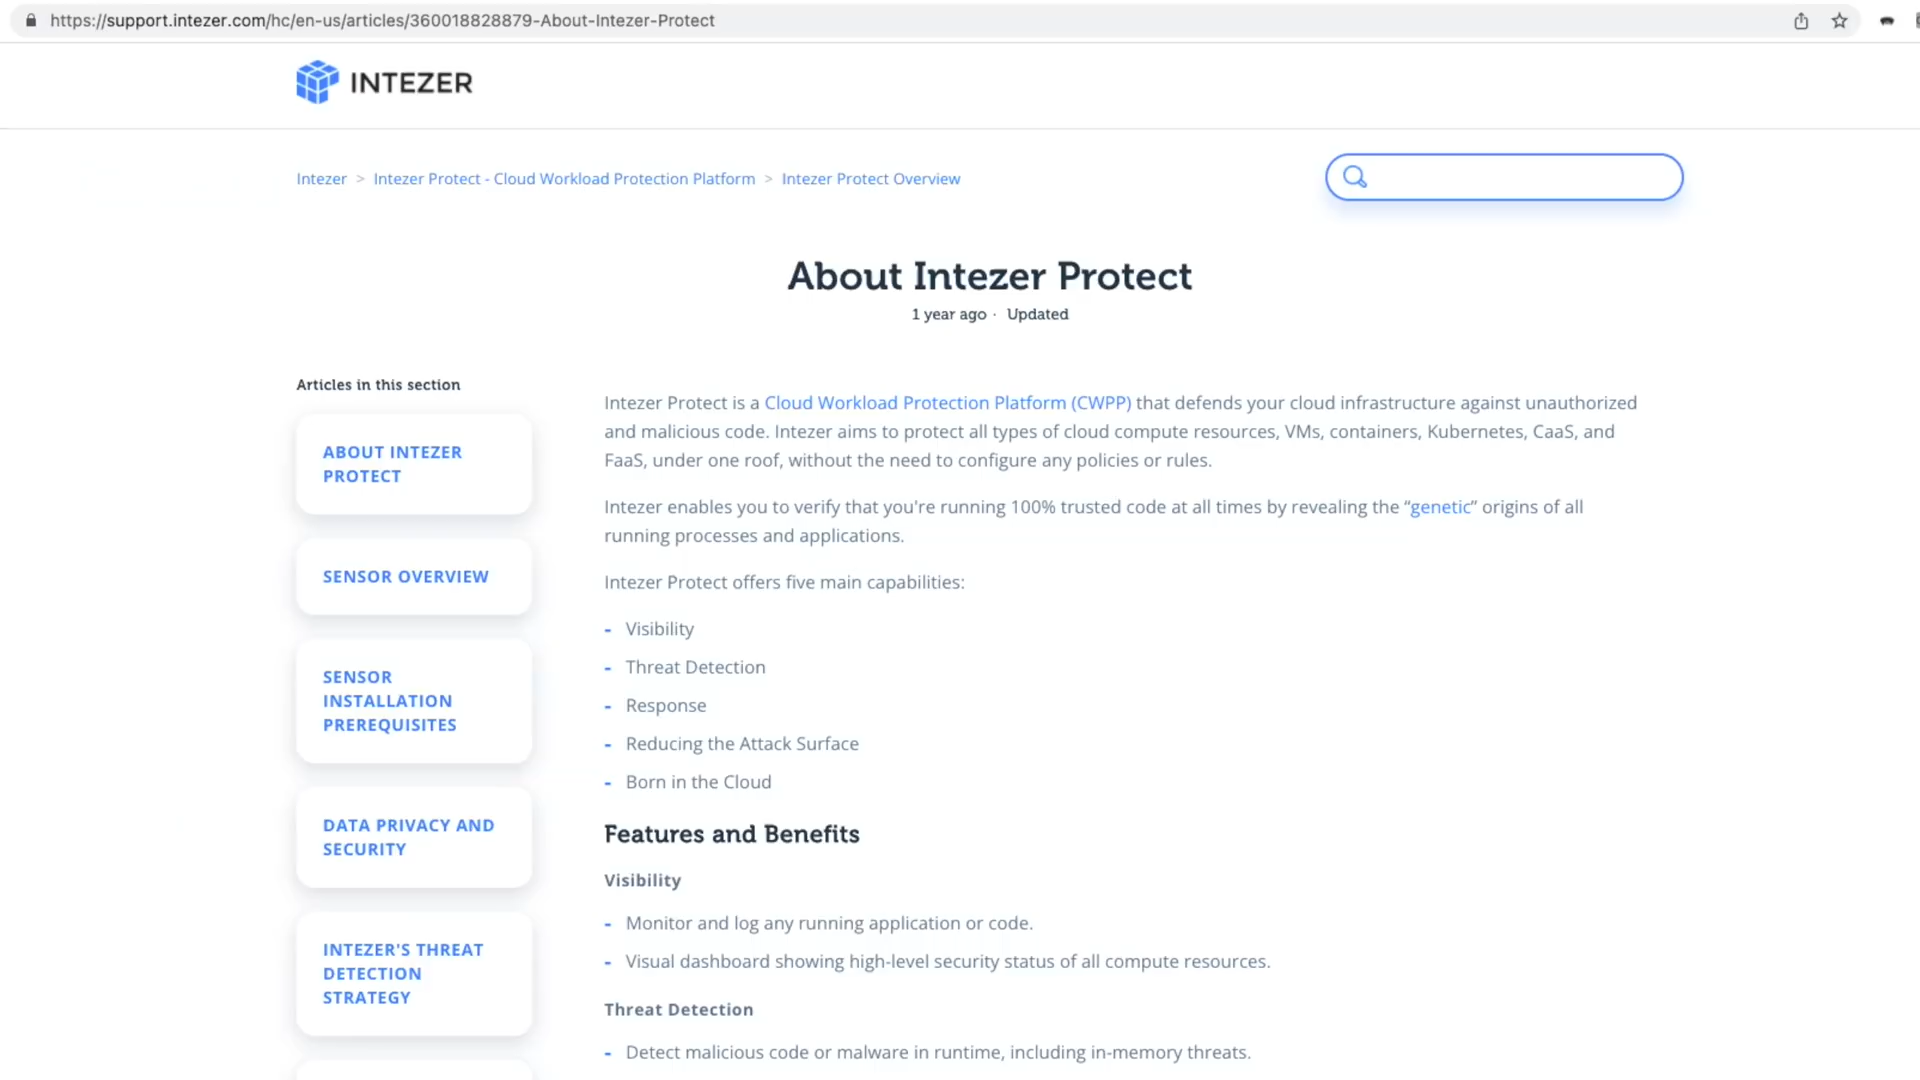 https://support.intezer.com/hc/en-us/articles/360018828879-About-Intezer-Protect
INTEZER
Intezer > Intezer Protect - Cloud Workload Protection Platform > Intezer Protect Overview
About Intezer Protect
1 year ago · Updated
Articles in this section
ABOUT INTEZER
PROTECT
SENSOR OVERVIEW
SENSOR
INSTALLATION
PREREQUISITES
DATA PRIVACY AND
SECURITY
INTEZER'S THREAT
DETECTION
STRATEGY
Intezer Protect is a Cloud Workload Protection Platform (CWPP) that defends your cloud infrastructure against unauthorized
and malicious code. Intezer aims to protect all types of cloud compute resources, VMs, containers, Kubernetes, CaaS, and
FaaS, under one roof, without the need to configure any policies or rules.
Intezer enables you to verify that you're running 100% trusted code at all times by revealing the “genetic” origins of all
running processes and applications.
Intezer Protect offers five main capabilities:
- Visibility
- Threat Detection
- Response
- Reducing the Attack Surface
- Born in the Cloud
Features and Benefits
Visibility
- Monitor and log any running application or code.
- Visual dashboard showing high-level security status of all compute resources.
Threat Detection
- Detect malicious code or malware in runtime, including in-memory threats.